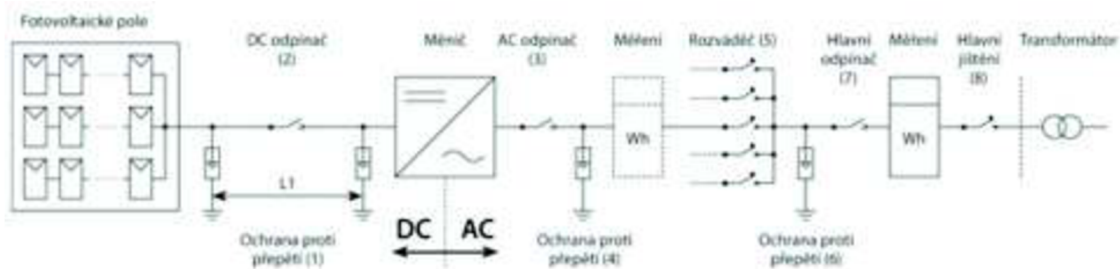 Fotovoltaické pole
DC odpínač
(2)
Měnič
AC odpínač
(3)
Měření
Rozváděč (5)
Hlavní
odpínač
(7)
Měření
Hlavní
jištění
(8)
Transformátor
Wh
Wh
L1
DC AC
Ochrana proti
přepětí (1)
Ochrana proti
přepětí (4)
Ochrana proti
přepětí (6)